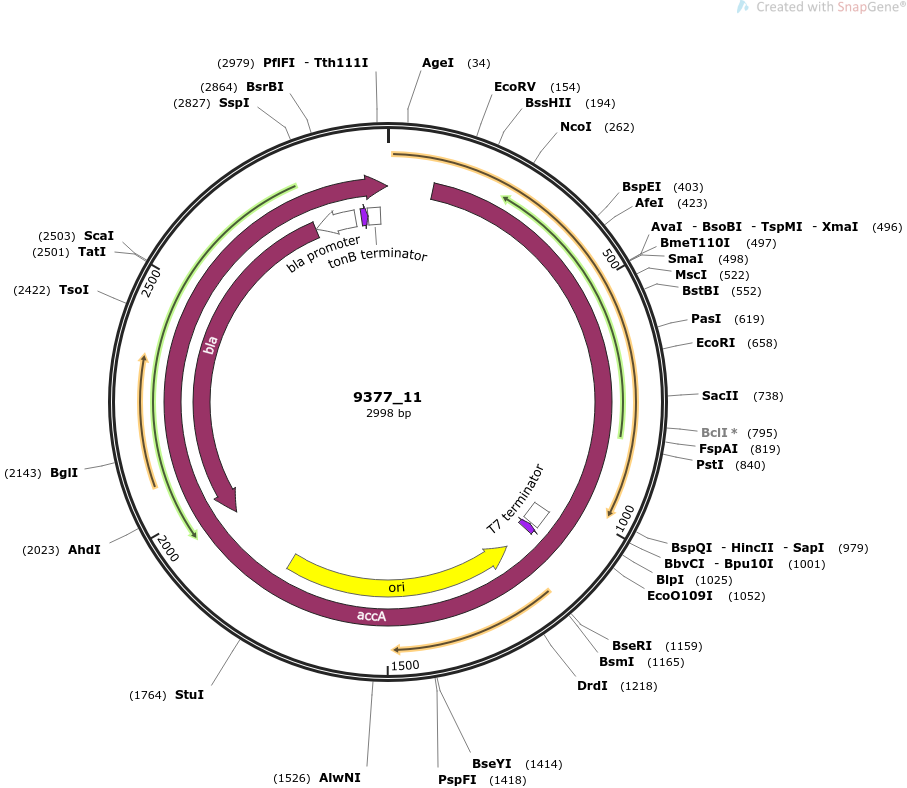 Created with SnapGene®
(2979) PflFI - Tth111I
AgeI (34)
(2864) BsrBI
EcoRV (154)
(2827) SspI
BssHII (194)
NcoI (262)
BspEI (403)
AfeI (423)
AvaI - BsoBI - TspMI - XmaI (496)
(2503) ScaI
BmeT110I (497)
(2501) TatI
SmaI (498)
MscI (522)
(2422) TsoI
BstBI (552)
PasI (619)
EcoRI (658)
SacII (738)
BclI * (795)
FspAI (819)
PstI (840)
(2143) BglI
(2023) AhdI
BspQI - HincII - SapI (979)
BbvCI - Bpu10I (1001)
BlpI (1025)
EcoO109I (1052)
BseRI (1159)
BsmI (1165)
DrdI (1218)
(1764) StuI
BseYI (1414)
(1526) AlwNI
PspFI (1418)
bla promoter
tonB terminator
bla
9377_11
2998 bp
T7 terminator
ori
accA
500
1000
1500
2000
2500